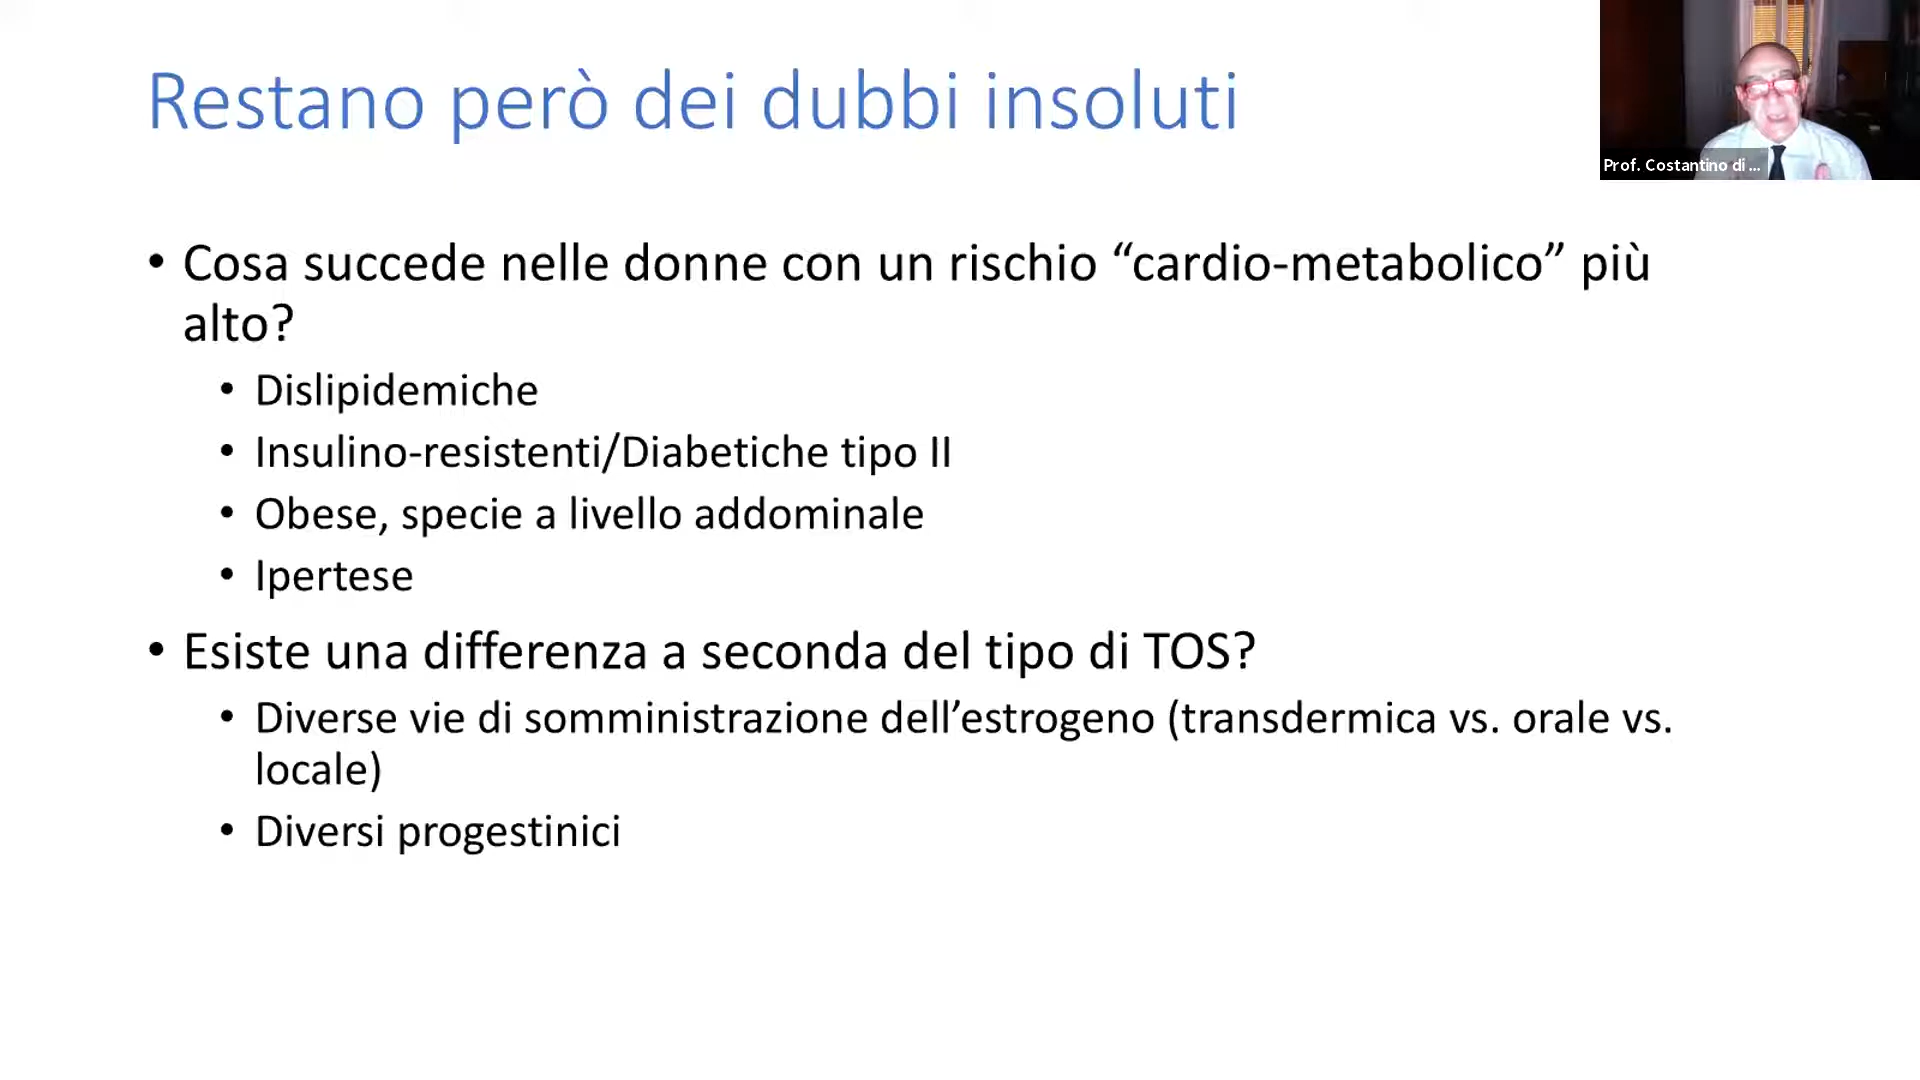 Restano però dei dubbi insoluti
Prof. Costantino di ...
• Cosa succede nelle donne con un rischio “cardio-metabolico” più
alto?
• Dislipidemiche
• Insulino-resistenti/Diabetiche tipo II
• Obese, specie a livello addominale
• Ipertese
• Esiste una differenza a seconda del tipo di TOS?
• Diverse vie di somministrazione dell’estrogeno (transdermica vs. orale vs.
locale)
• Diversi progestinici